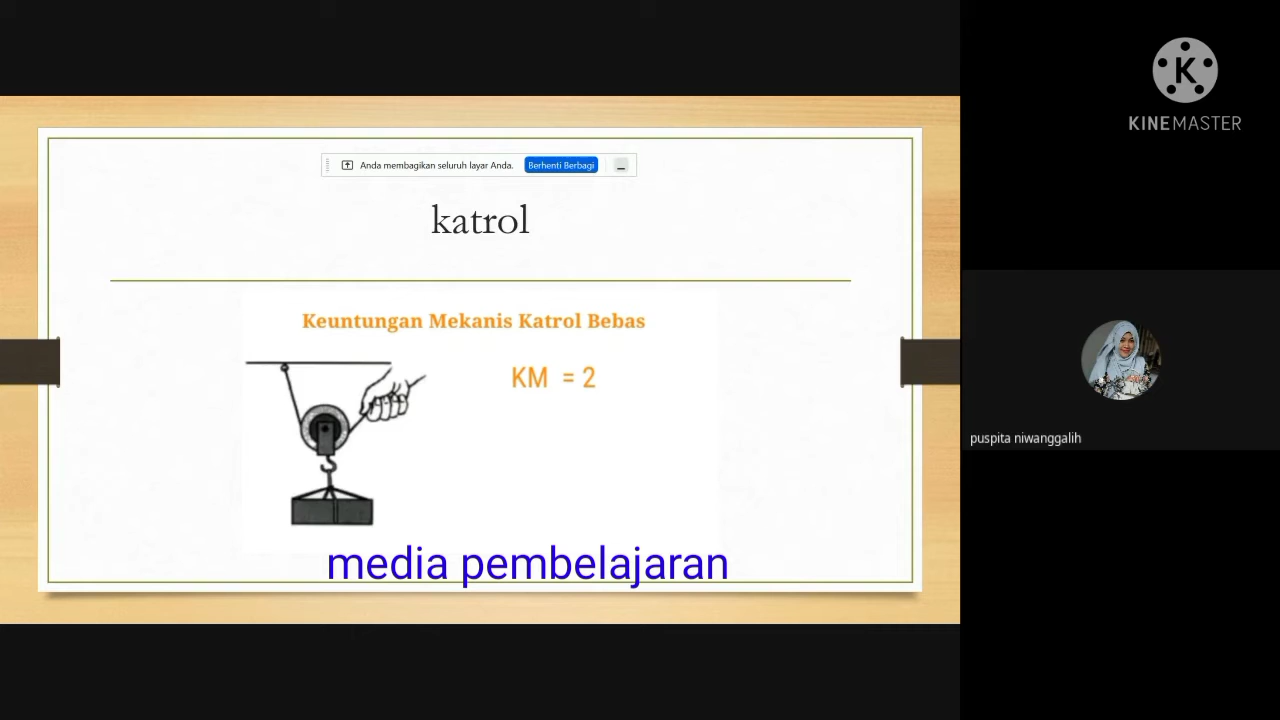 Anda membagikan seluruh layar Anda. Berhenti Berbagi
katrol
Keuntungan Mekanis Katrol Bebas
KM = 2
media pembelajaran
K
KINEMASTER
puspita niwanggalih